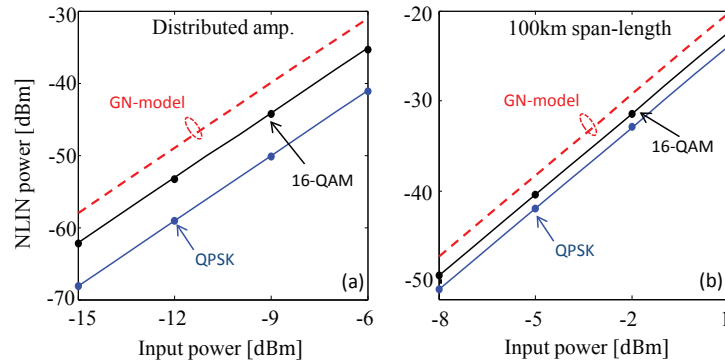 Distributed amp.
100km span-length
NLIN power [dBm]
-30
-40
-50
-60
-70
GN-model
16-QAM
QPSK
(a)
-15
-12
-9
-6
Input power [dBm]
-20
-30
-40
-50
GN-model
16-QAM
QPSK
(b)
-8
-5
-2
1
Input power [dBm]